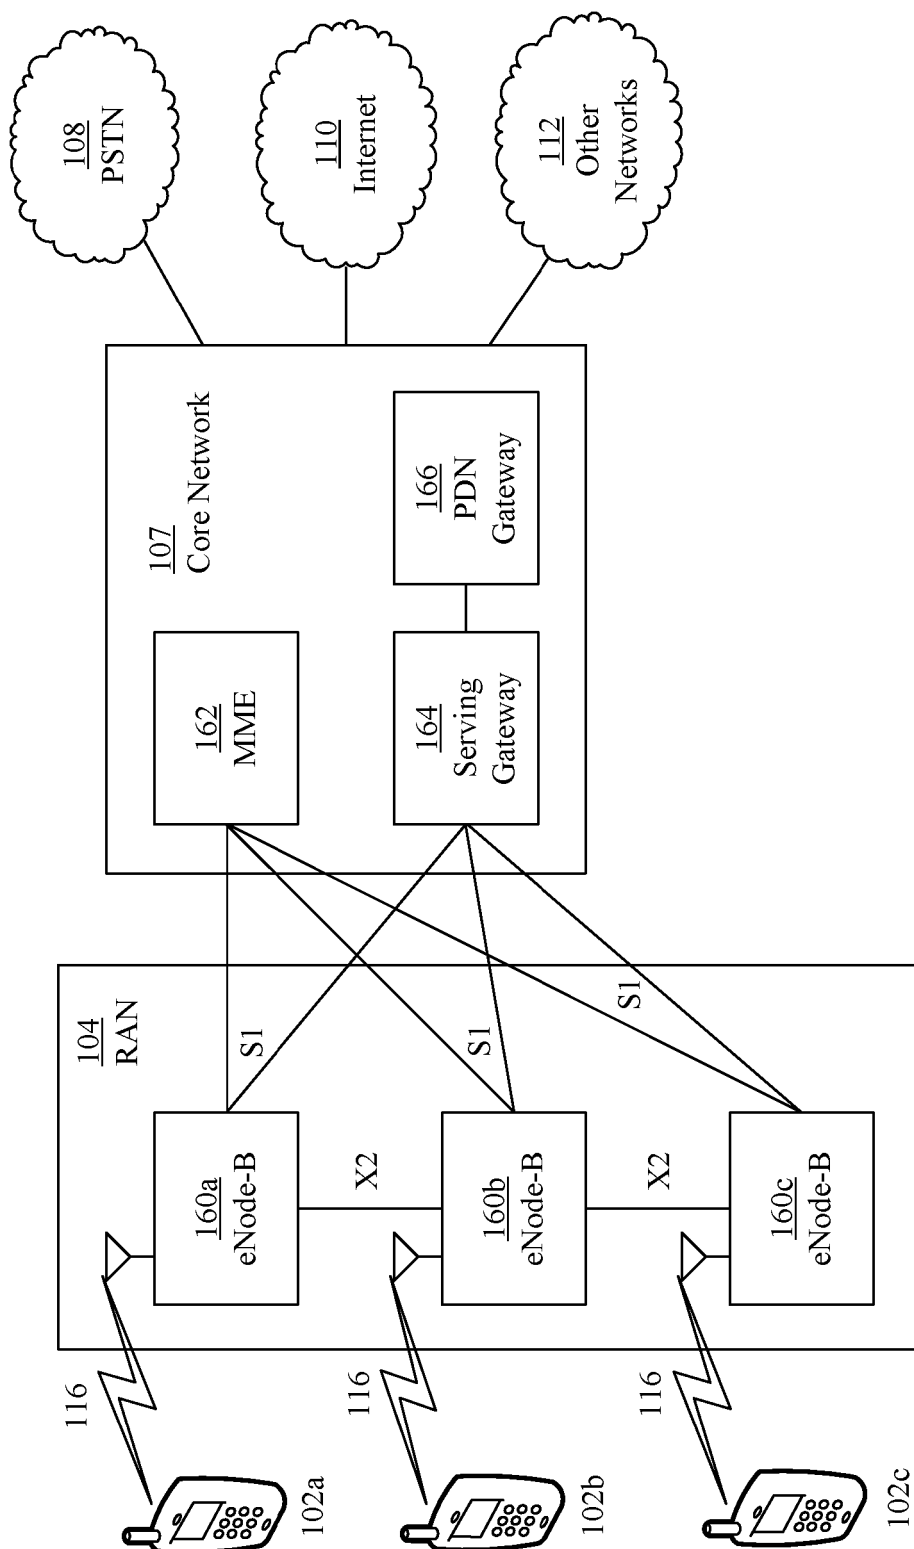 102a
102b
102c
116
116
116
104
RAN
160a
eNode-B
X2
160b
eNode-B
X2
160c
eNode-B
S1
S1
S1
107
Core Network
162
MME
164
Serving
Gateway
166
PDN
Gateway
108
PSTN
110
Internet
112
Other
Networks